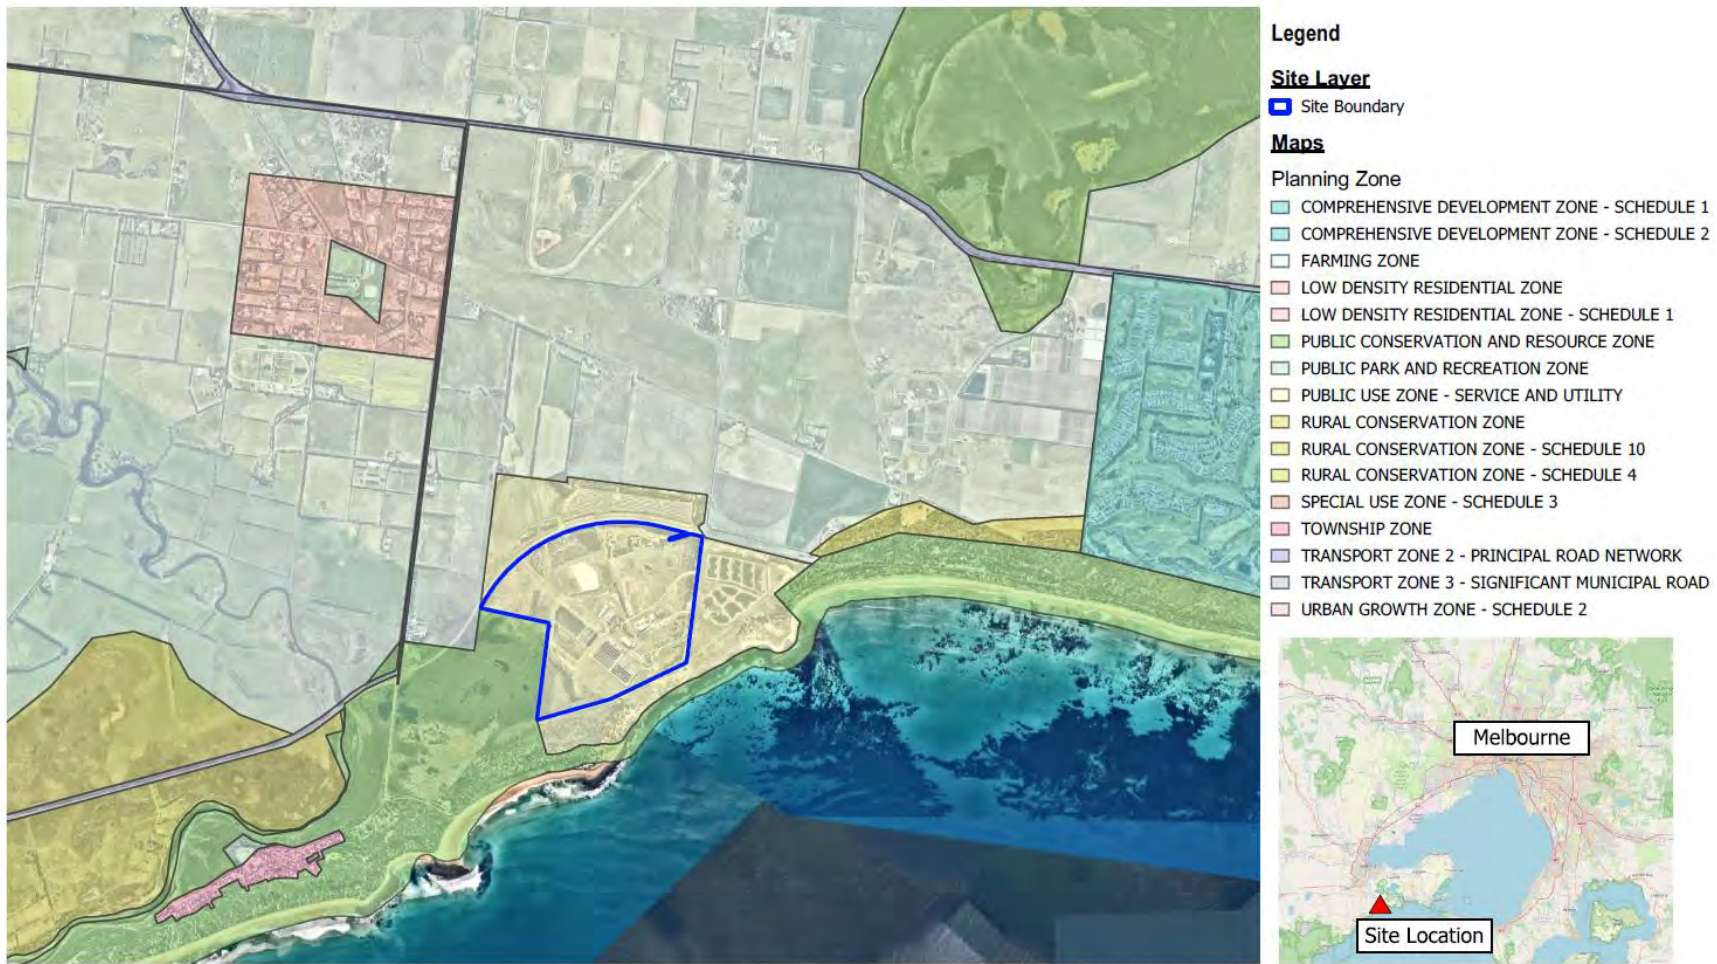 Legend
Site Layer
Site Boundary
Maps
Planning Zone
COMPREHENSIVE DEVELOPMENT ZONE - SCHEDULE 1
COMPREHENSIVE DEVELOPMENT ZONE - SCHEDULE 2
FARMING ZONE
LOW DENSITY RESIDENTIAL ZONE
LOW DENSITY RESIDENTIAL ZONE - SCHEDULE 1
PUBLIC CONSERVATION AND RESOURCE ZONE
PUBLIC PARK AND RECREATION ZONE
PUBLIC USE ZONE - SERVICE AND UTILITY
RURAL CONSERVATION ZONE
RURAL CONSERVATION ZONE - SCHEDULE 10
RURAL CONSERVATION ZONE - SCHEDULE 4
SPECIAL USE ZONE - SCHEDULE 3
TOWNSHIP ZONE
TRANSPORT ZONE 2 - PRINCIPAL ROAD NETWORK
TRANSPORT ZONE 3 - SIGNIFICANT MUNICIPAL ROAD
URBAN GROWTH ZONE - SCHEDULE 2
Melbourne
Site Location